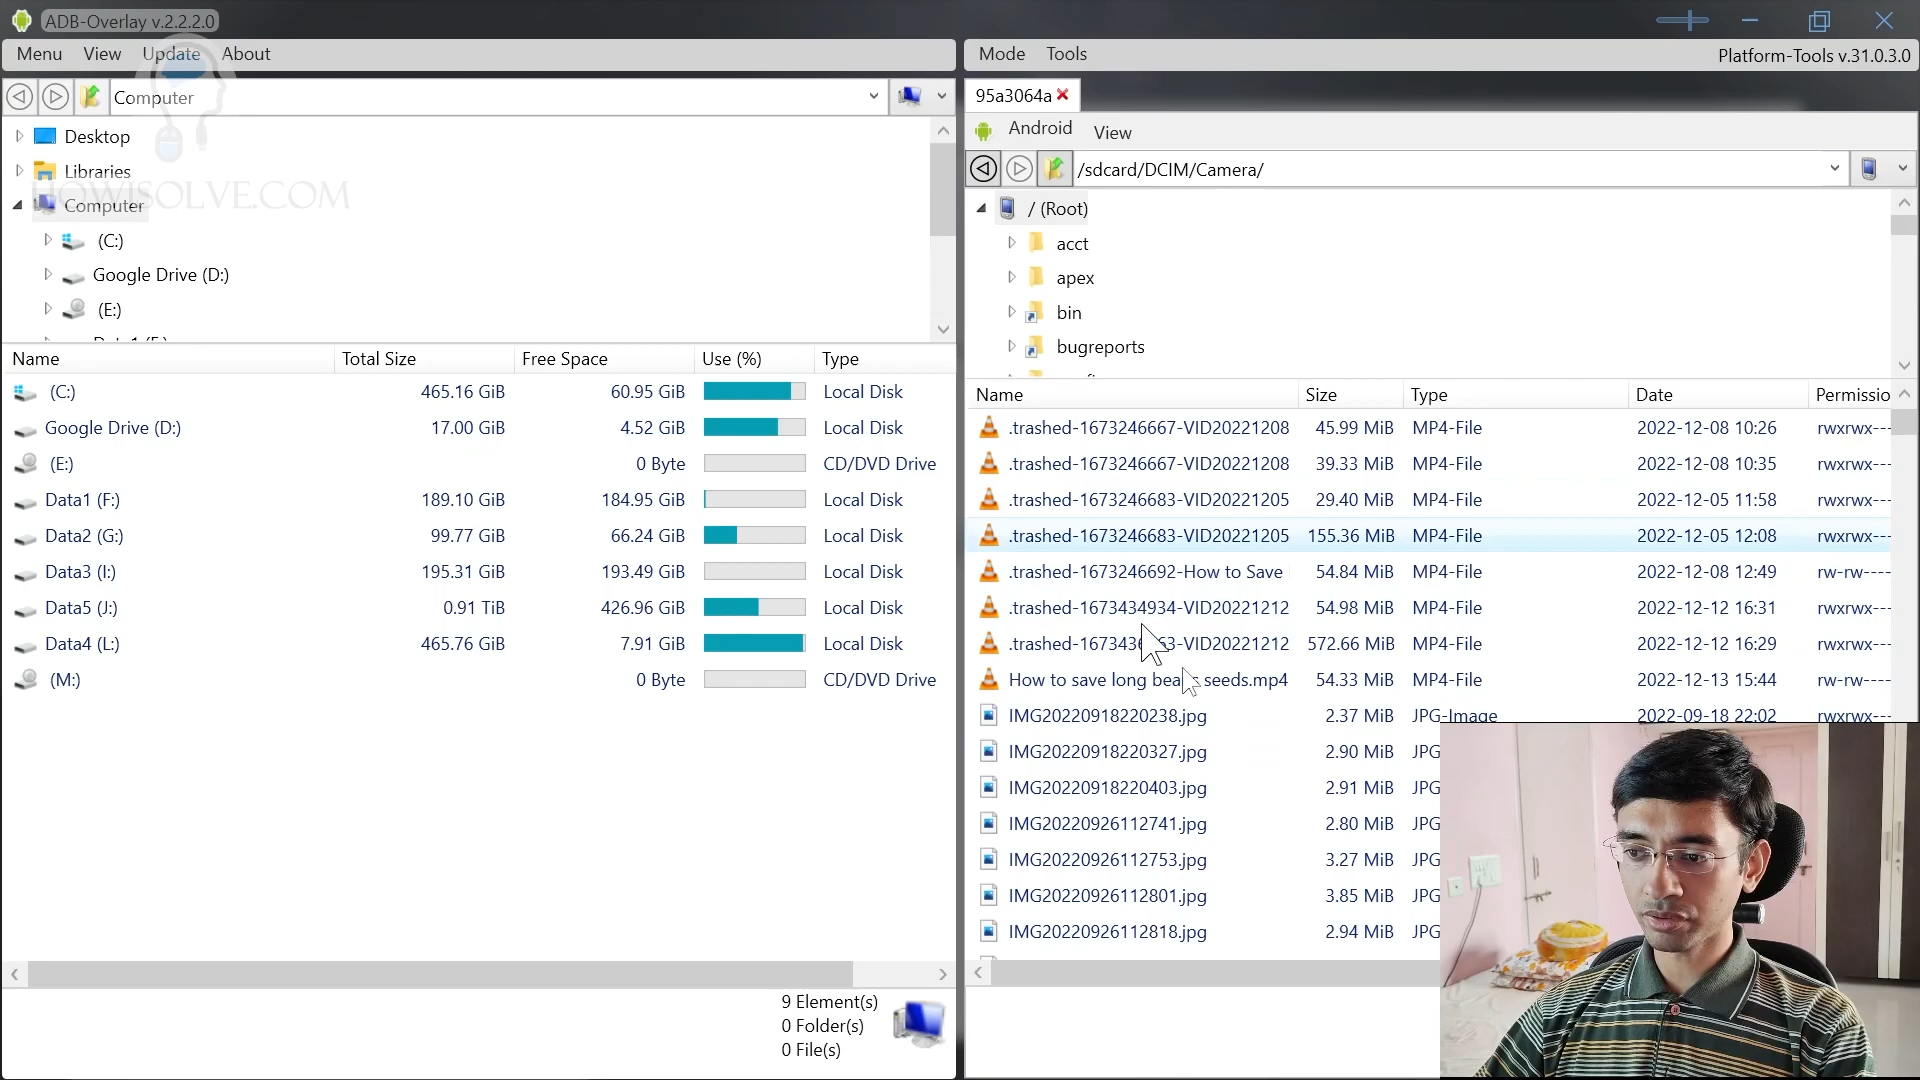 ADB-Overlay v.2.2.2.0
Menu View Update About
Computer
Desktop
Libraries
HOWISOLVE.COM
Computer
(C:)
Google Drive (D:)
(E:)
Name Total Size Free Space Use (%) Type
(C:) 465.16 GiB 60.95 GiB Local Disk
Google Drive (D:) 17.00 GiB 4.52 GiB Local Disk
(E:) 0 Byte CD/DVD Drive
Data1 (F:) 189.10 GiB 184.95 GiB Local Disk
Data2 (G:) 99.77 GiB 66.24 GiB Local Disk
Data3 (I:) 195.31 GiB 193.49 GiB Local Disk
Data5 (J:) 0.91 TiB 426.96 GiB Local Disk
Data4 (L:) 465.76 GiB 7.91 GiB Local Disk
(M:) 0 Byte CD/DVD Drive
9 Element(s)
0 Folder(s)
0 File(s)
Mode Tools
Platform-Tools v.31.0.3.0
95a3064a
Android View
/sdcard/DCIM/Camera/
/ (Root)
acct
apex
bin
bugreports
Name Size Type Date Permissio
.trashed-1673246667-VID20221208 45.99 MiB MP4-File 2022-12-08 10:26 rwxrwx---
.trashed-1673246667-VID20221208 39.33 MiB MP4-File 2022-12-08 10:35 rwxrwx---
.trashed-1673246683-VID20221205 29.40 MiB MP4-File 2022-12-05 11:58 rwxrwx---
.trashed-1673246683-VID20221205 155.36 MiB MP4-File 2022-12-05 12:08 rwxrwx---
.trashed-1673246692-How to Save 54.84 MiB MP4-File 2022-12-08 12:49 rw-rw----
.trashed-1673434934-VID20221212 54.98 MiB MP4-File 2022-12-12 16:31 rwxrwx---
572.66 MiB MP4-File 2022-12-12 16:29 rwxrwx---
How to save long beans seeds.mp4 54.33 MiB MP4-File 2022-12-13 15:44 rw-rw----
IMG20220918220238.jpg 2.37 MiB JPG-Image 2022-09-18 22:02 rwxrwx---
IMG20220918220327.jpg 2.90 MiB JPG
IMG20220918220403.jpg 2.91 MiB JPG
IMG20220926112741.jpg 2.80 MiB JPG
IMG20220926112753.jpg 3.27 MiB JPG
IMG20220926112801.jpg 3.85 MiB JPG
IMG20220926112818.jpg 2.94 MiB JPG